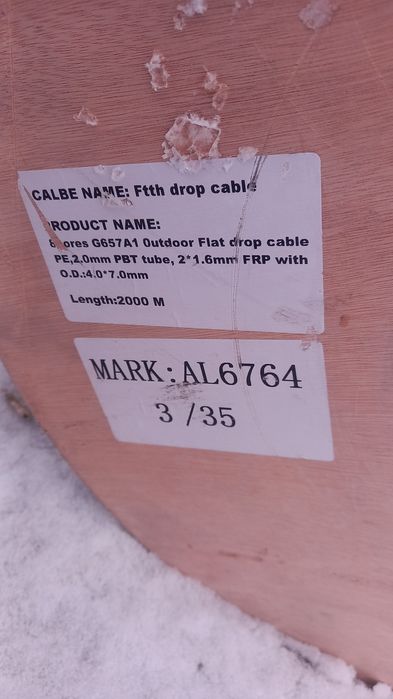 CALBE NAME: Ftth drop cable
RODUCT NAME:
ores G657A1 Outdoor Flat drop cable
PE,2.0mm PBT tube, 2*1.6mm FRP with
O.D.:4.0*7.0mm
Length:2000 M
MARK:AL6764
3 /35